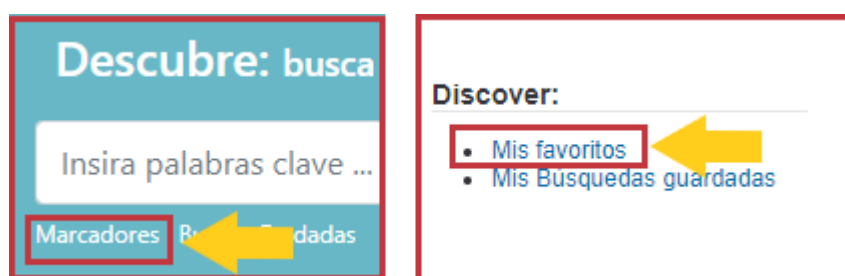 Descubre: busca
Insira palabras clave ...
Marcadores
Discover:
Mis favoritos
Mis Busquedas guardadas